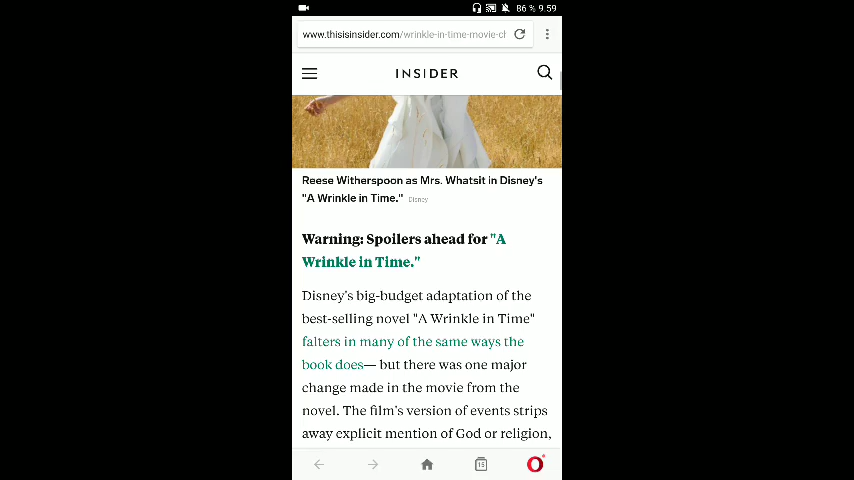 86 % 9.59
www.thisisinsider.com/wrinkle-in-time-movie-cl
INSIDER
Reese Witherspoon as Mrs. Whatsit in Disney's
"A Wrinkle in Time." Disney
Warning: Spoilers ahead for "A
Wrinkle in Time."
Disney's big-budget adaptation of the
best-selling novel "A Wrinkle in Time"
falters in many of the same ways the
book does— but there was one major
change made in the movie from the
novel. The film's version of events strips
away explicit mention of God or religion,
15